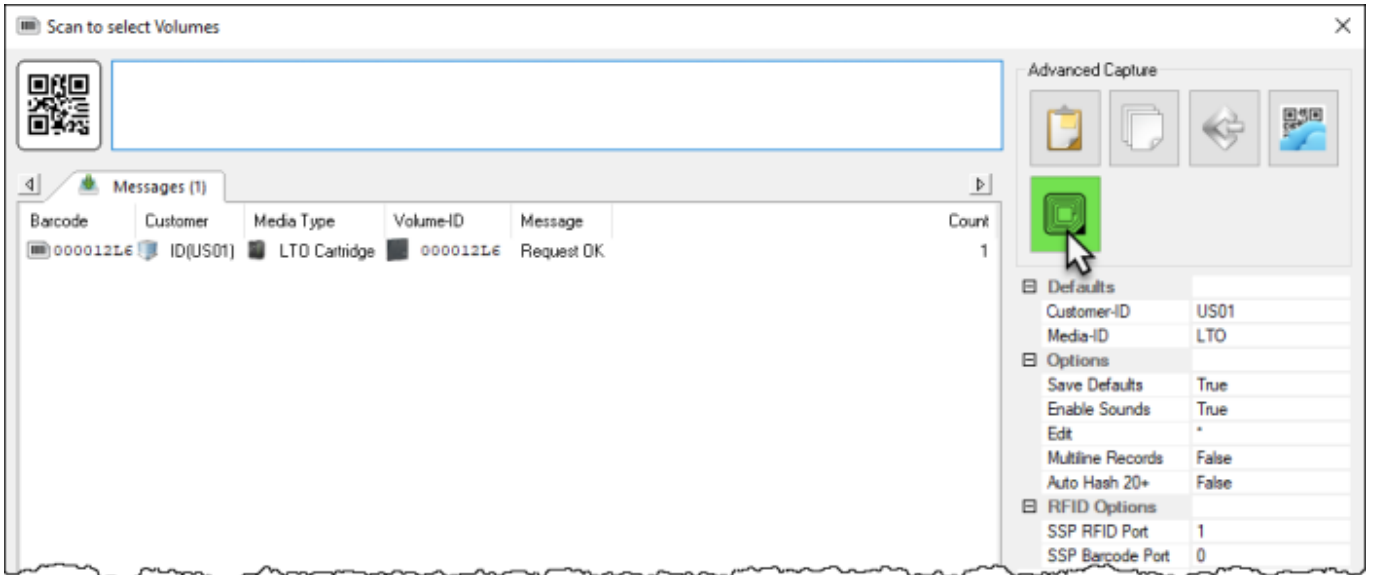 Scan to select Volumes
Advanced Capture
Messages (1)
Barcode Customer Media Type Volume-ID Message Count
000012L6 ID(US01) LTO Cartridge 000012L6 Request OK 1
Defaults
Customer-ID US01
Media-ID LTO
Options
Save Defaults True
Enable Sounds True
Edit *
Multiline Records False
Auto Hash 20+ False
RFID Options
SSP RFID Port 1
SSP Barcode Port 0